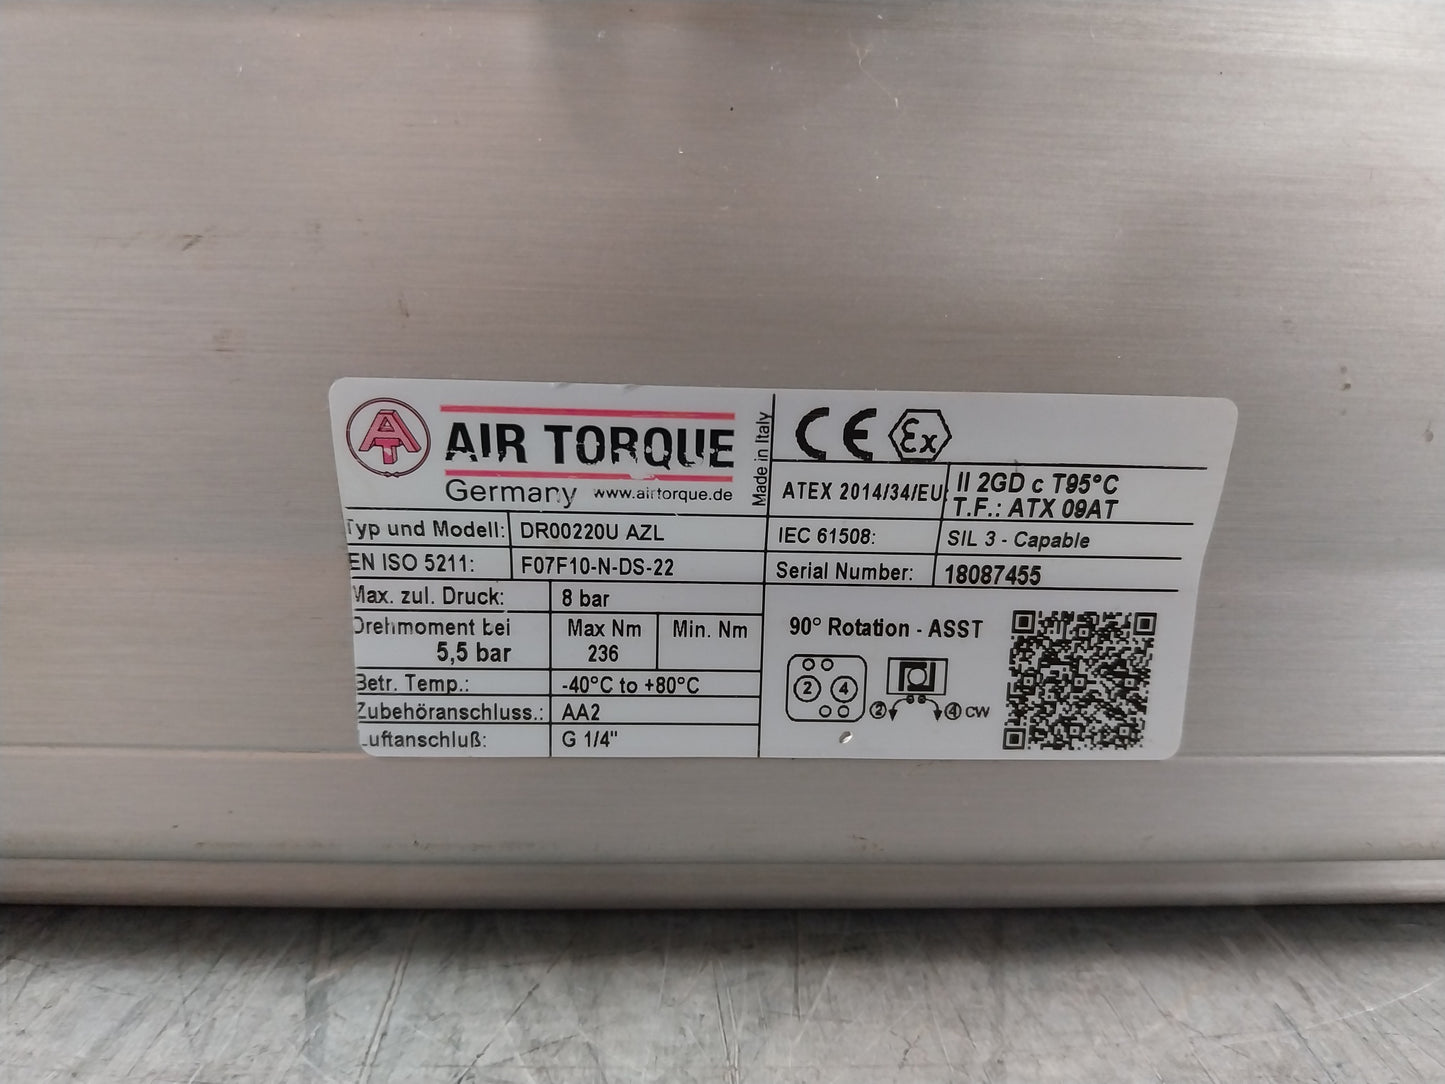 AT
AIR TORQUE
Germany www.airtorque.de
Made in Italy
CE Ex
ATEX 2014/34/EU: II 2GD c T95°C
T.F.: ATX 09AT
Typ und Modell: DR00220U AZL
IEC 61508: SIL 3 - Capable
EN ISO 5211: F07F10-N-DS-22
Serial Number: 18087455
Max. zul. Druck: 8 bar
Drehmoment bei
5,5 bar
Max Nm
236
Min. Nm
Betr. Temp.: -40°C to +80°C
Zubehöranschluss.: AA2
Luftanschluß: G 1/4"
90° Rotation - ASST
2 4
2 4 CW